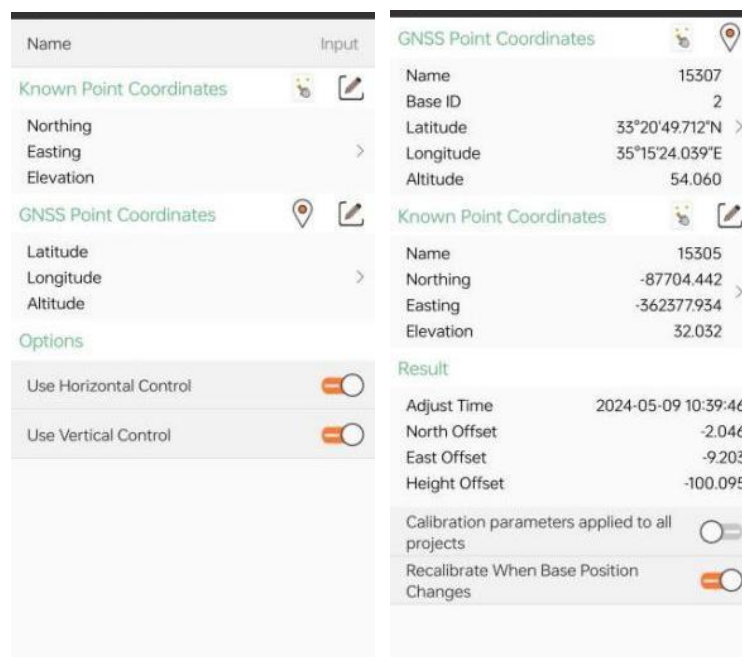 Name Input
Known Point Coordinates
Northing
Easting
Elevation
GNSS Point Coordinates
Latitude
Longitude
Altitude
Options
Use Horizontal Control
Use Vertical Control
GNSS Point Coordinates
Name 15307
Base ID 2
Latitude 33°20'49.712"N
Longitude 35°15'24.039"E
Altitude 54.060
Known Point Coordinates
Name 15305
Northing -87704.442
Easting -362377.934
Elevation 32.032
Result
Adjust Time 2024-05-09 10:39:46
North Offset -2.046
East Offset -9.203
Height Offset -100.095
Calibration parameters applied to all
projects
Recalibrate When Base Position
Changes